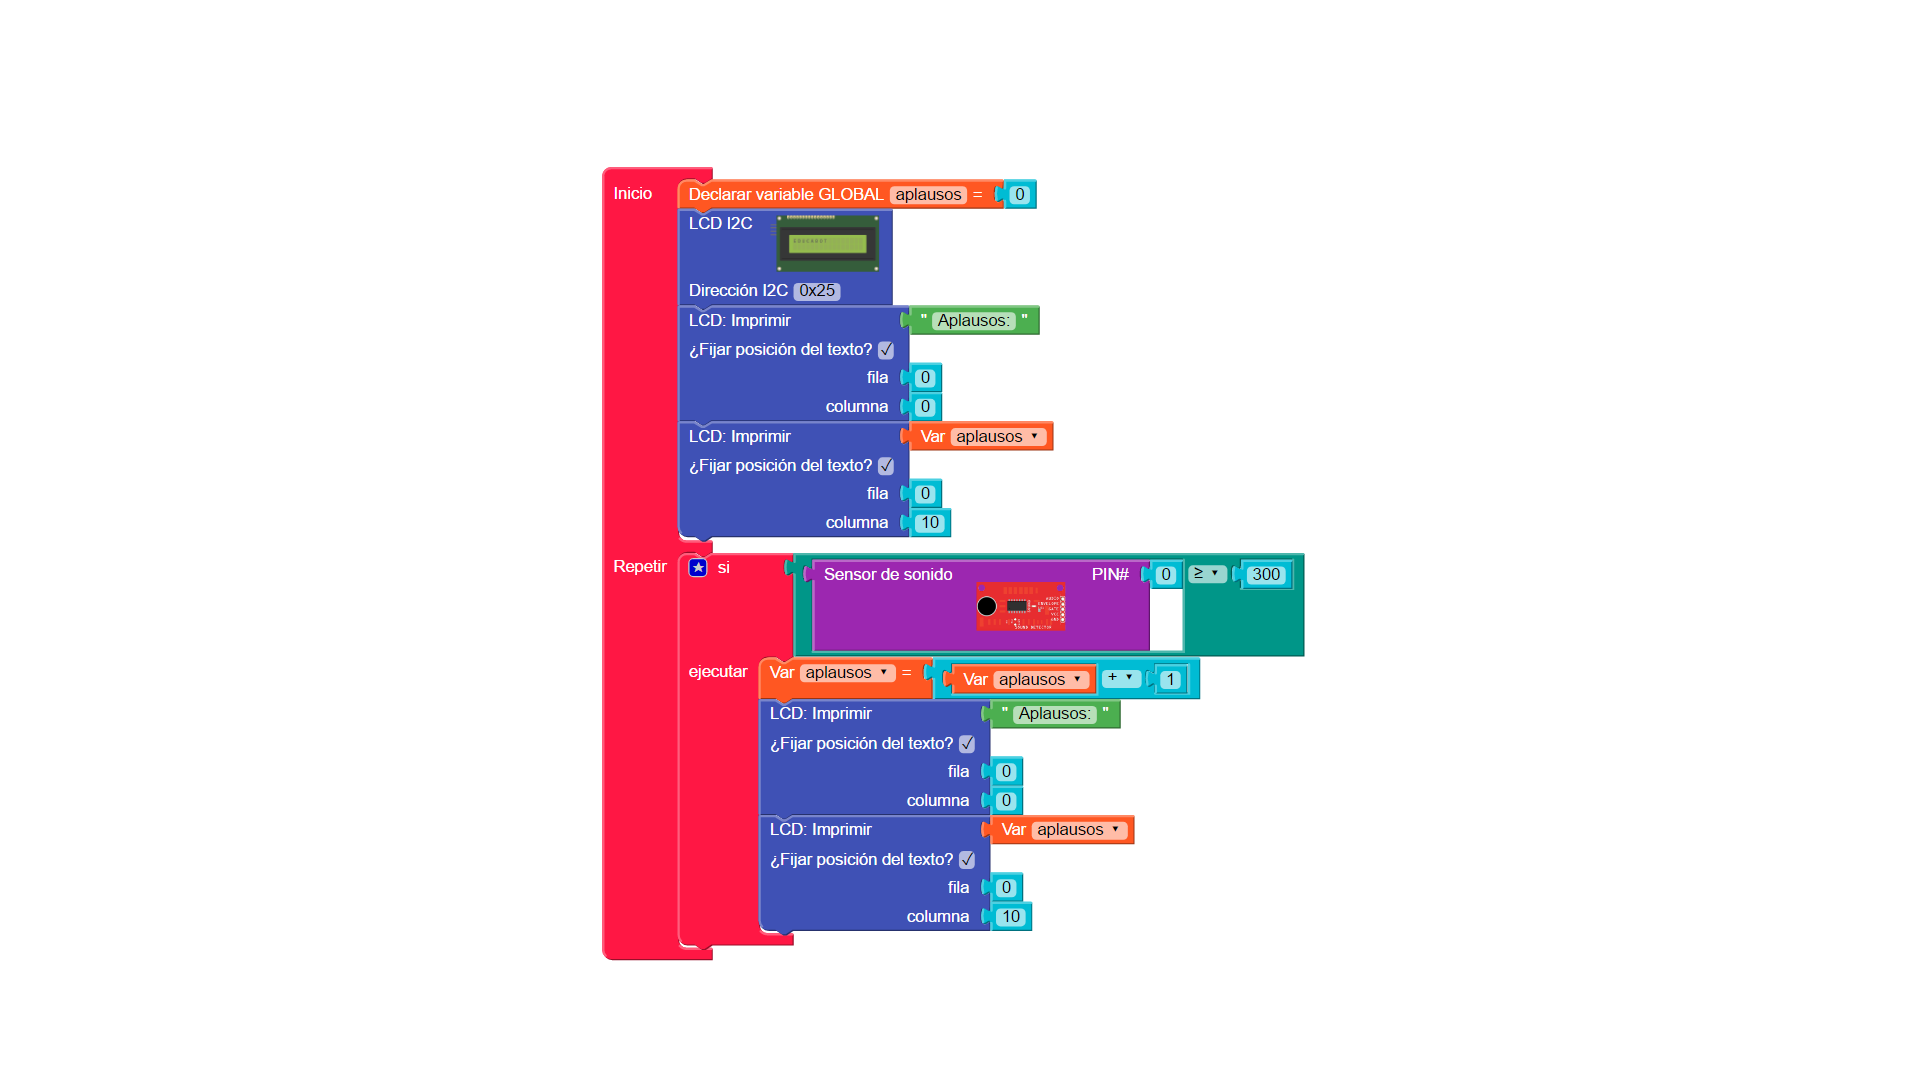 Inicio
Declarar variable GLOBAL aplausos = 0
LCD I2C
Dirección I2C 0x25
LCD: Imprimir " Aplausos: "
¿Fijar posición del texto? ✓
fila 0
columna 0
LCD: Imprimir Var aplausos
¿Fijar posición del texto? ✓
fila 0
columna 10
Repetir si Sensor de sonido PIN# 0 ≥ 300
SOUND DETECTOR
ejecutar Var aplausos = Var aplausos + 1
LCD: Imprimir " Aplausos: "
¿Fijar posición del texto? ✓
fila 0
columna 0
LCD: Imprimir Var aplausos
¿Fijar posición del texto? ✓
fila 0
columna 10